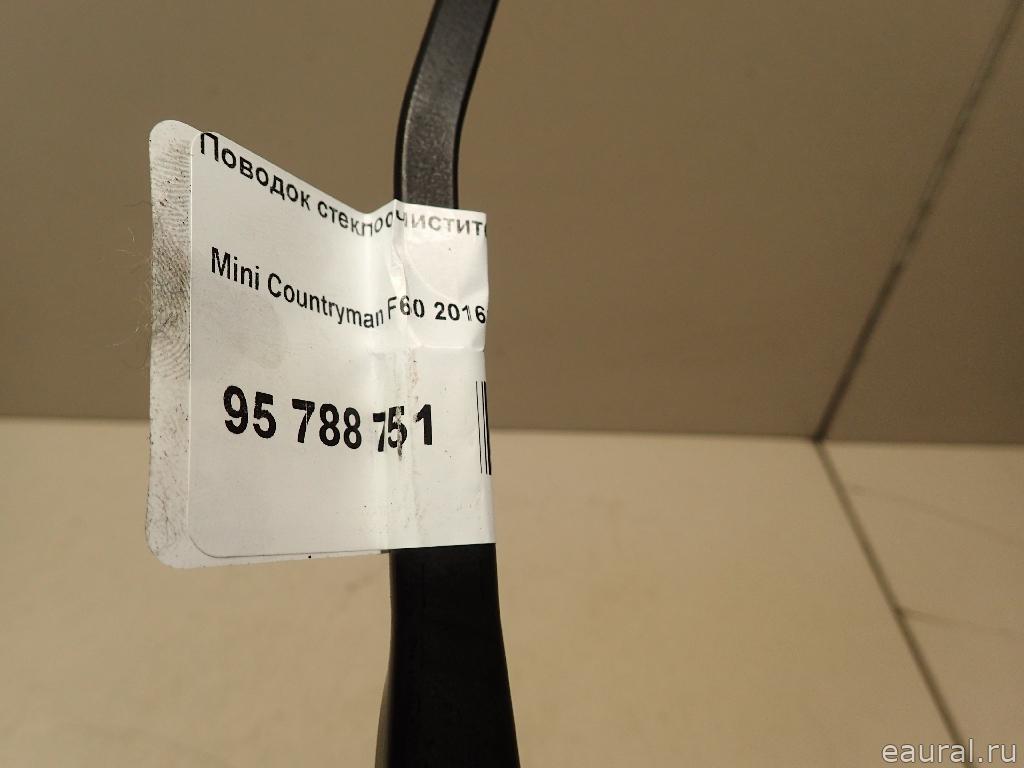 Поводок стеклоочистит
Mini Countryman F60 2016
95 788 751
eaural.ru